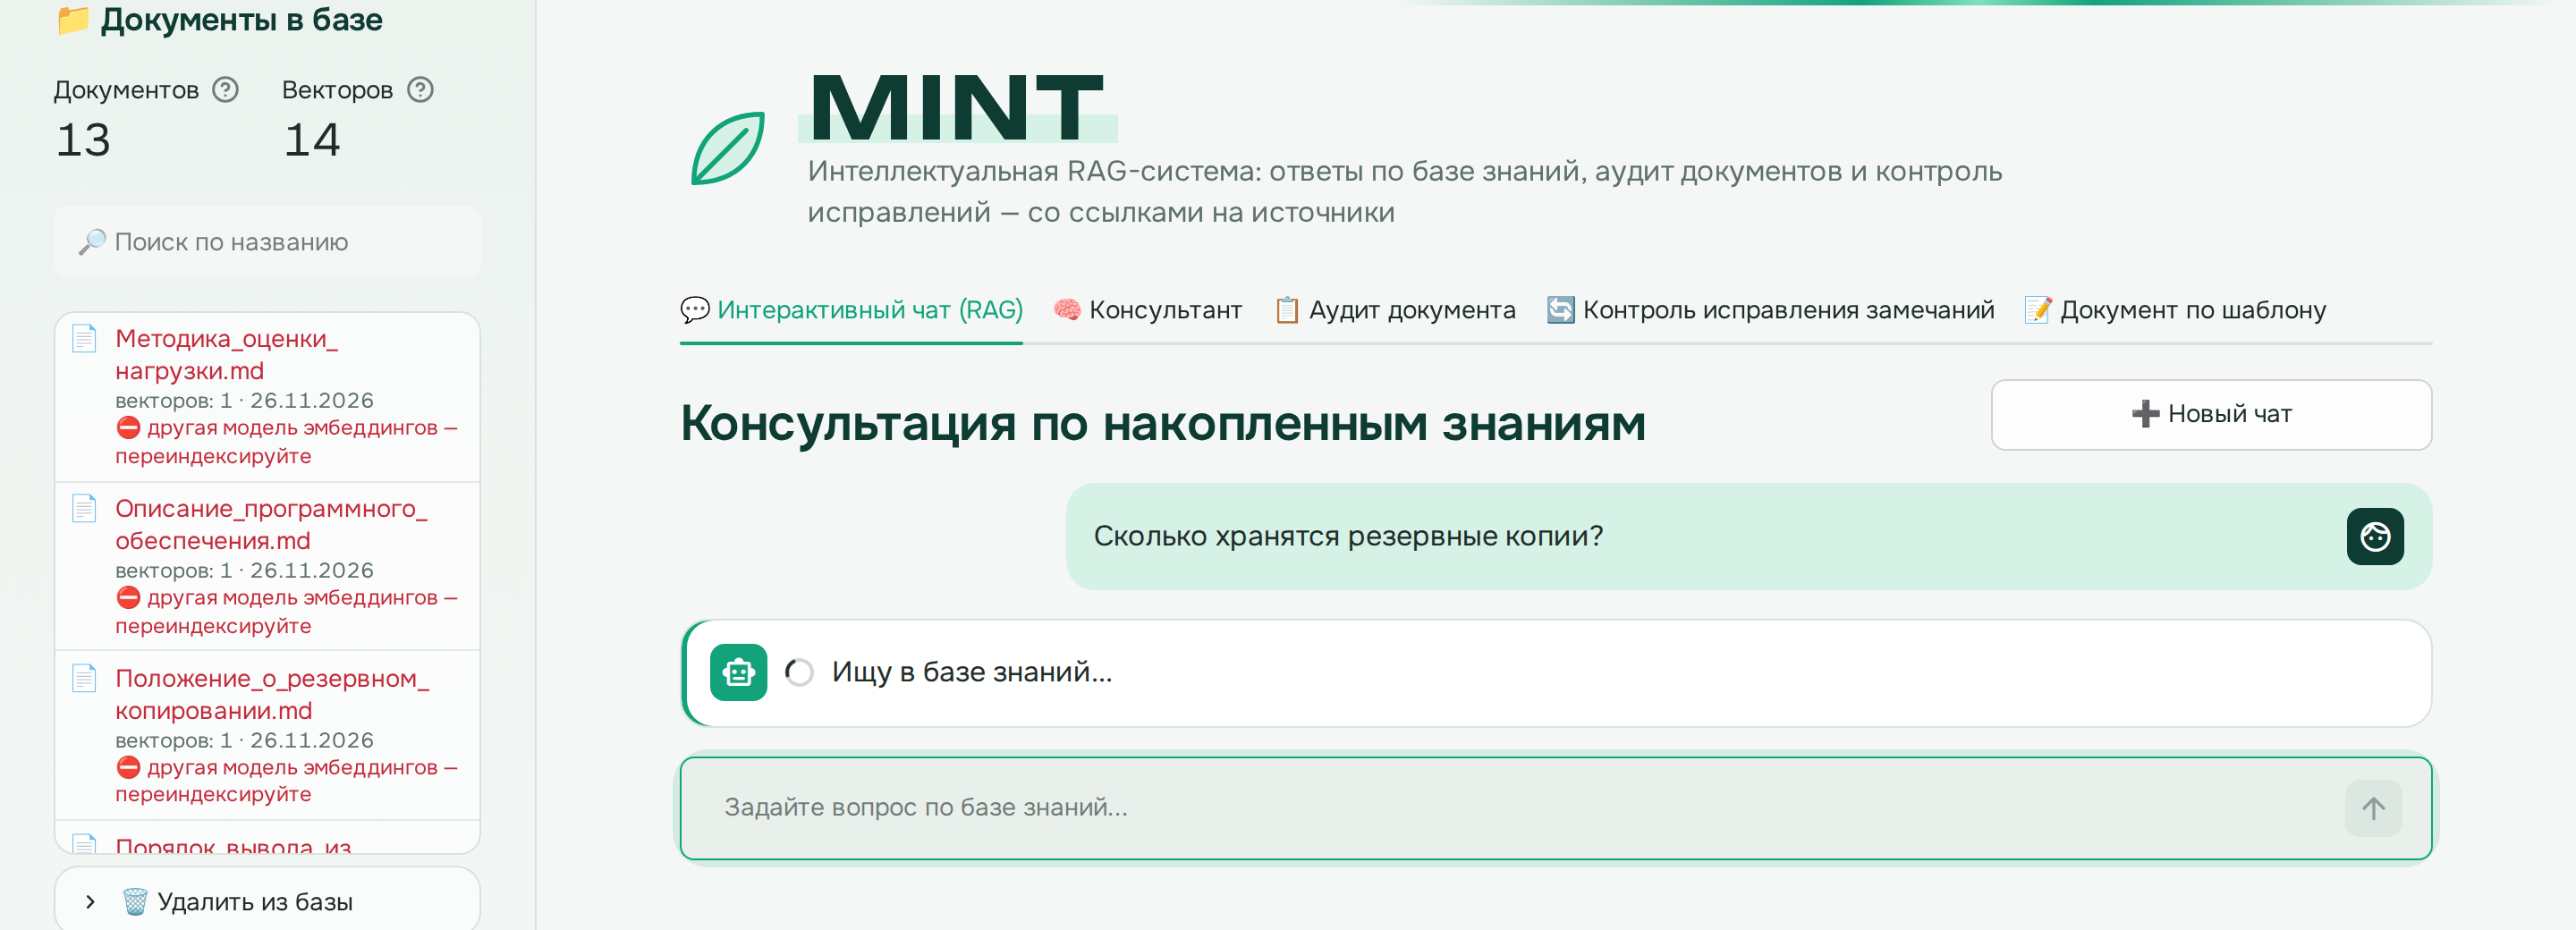 Документы в базе
Документов
Векторов
13
14
Поиск по названию
Методика_оценки_
нагрузки.md
векторов: 1 · 26.11.2026
другая модель эмбеддингов —
переиндексируйте
Описание_программного_
обеспечения.md
векторов: 1 · 26.11.2026
другая модель эмбеддингов —
переиндексируйте
Положение_о_резервном_
копировании.md
векторов: 1 · 26.11.2026
другая модель эмбеддингов —
переиндексируйте
Порядок_вывода_из_
Удалить из базы
MINT
Интеллектуальная RAG-система: ответы по базе знаний, аудит документов и контроль
исправлений — со ссылками на источники
Интерактивный чат (RAG) Консультант Аудит документа Контроль исправления замечаний Документ по шаблону
Консультация по накопленным знаниям
Новый чат
Сколько хранятся резервные копии?
Ищу в базе знаний...
Задайте вопрос по базе знаний...